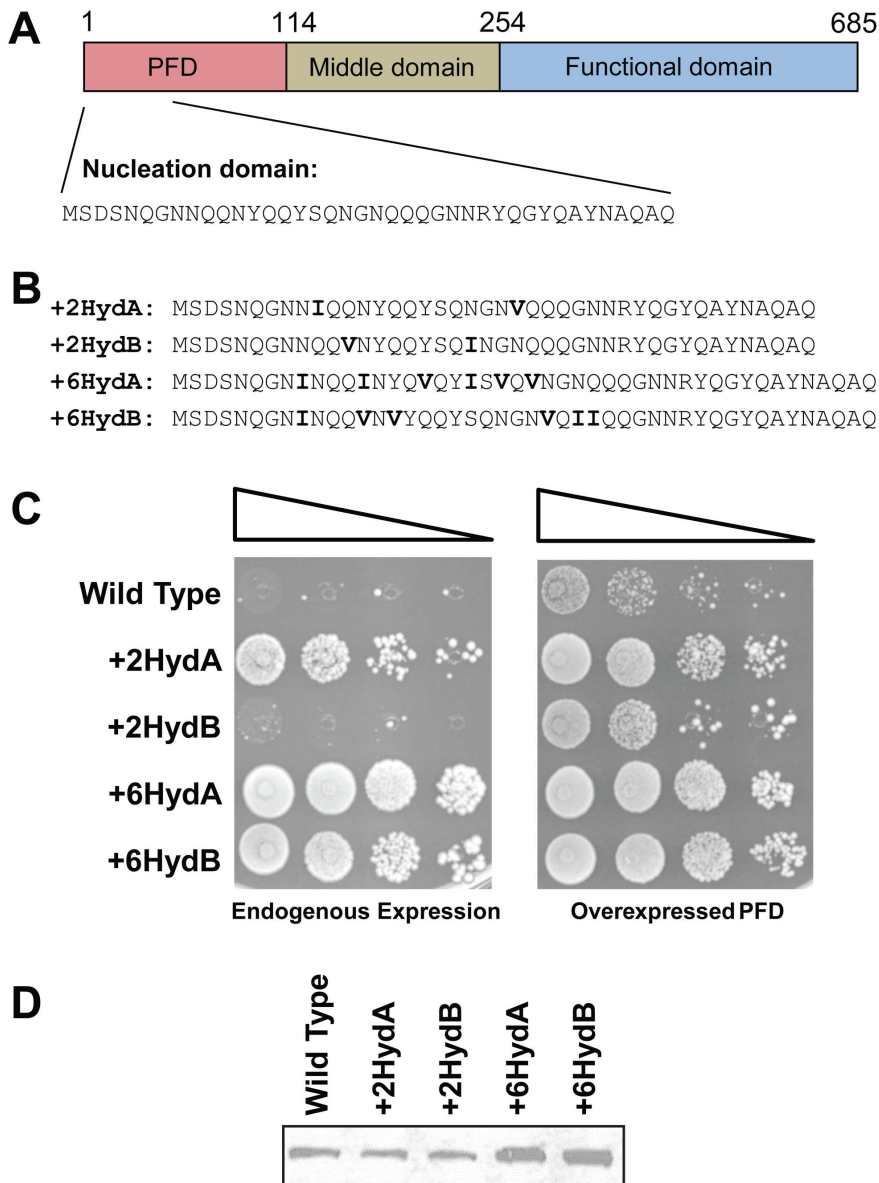 A
1 114 254 685
PFD Middle domain Functional domain
Nucleation domain:
MSDSNQGNNQQNYQQYSQNGNQQQGNNRYQGYQAYNAQAQ
B
+2HydA: MSDSNQGNNIQQNYQQYSQNGNVQQQGNNRYQGYQAYNAQAQ
+2HydB: MSDSNQGNNQQVNYQQYSQINGNQQQGNNRYQGYQAYNAQAQ
+6HydA: MSDSNQGNINQQINYQVQYISVQVNGNQQQGNNRYQGYQAYNAQAQ
+6HydB: MSDSNQGNINQQVNVYQQYSQNGNVQIIQQGNNRYQGYQAYNAQAQ
C
Wild Type
+2HydA
+2HydB
+6HydA
+6HydB
Endogenous Expression Overexpressed PFD
D
Wild Type
+2HydA
+2HydB
+6HydA
+6HydB